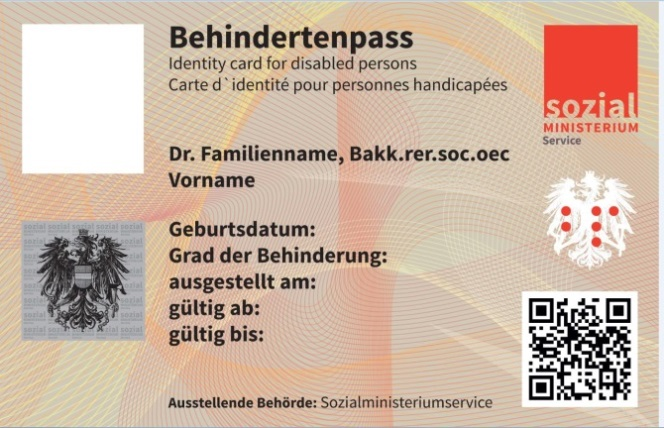 Behindertenpass
Identity card for disabled persons
Carte d`identité pour personnes handicapées
sozial
MINISTERIUM
Service
Dr. Familienname, Bakk.rer.soc.oec
Vorname
Geburtsdatum:
Grad der Behinderung:
ausgestellt am:
gültig ab:
gültig bis:
Ausstellende Behörde: Sozialministeriumservice